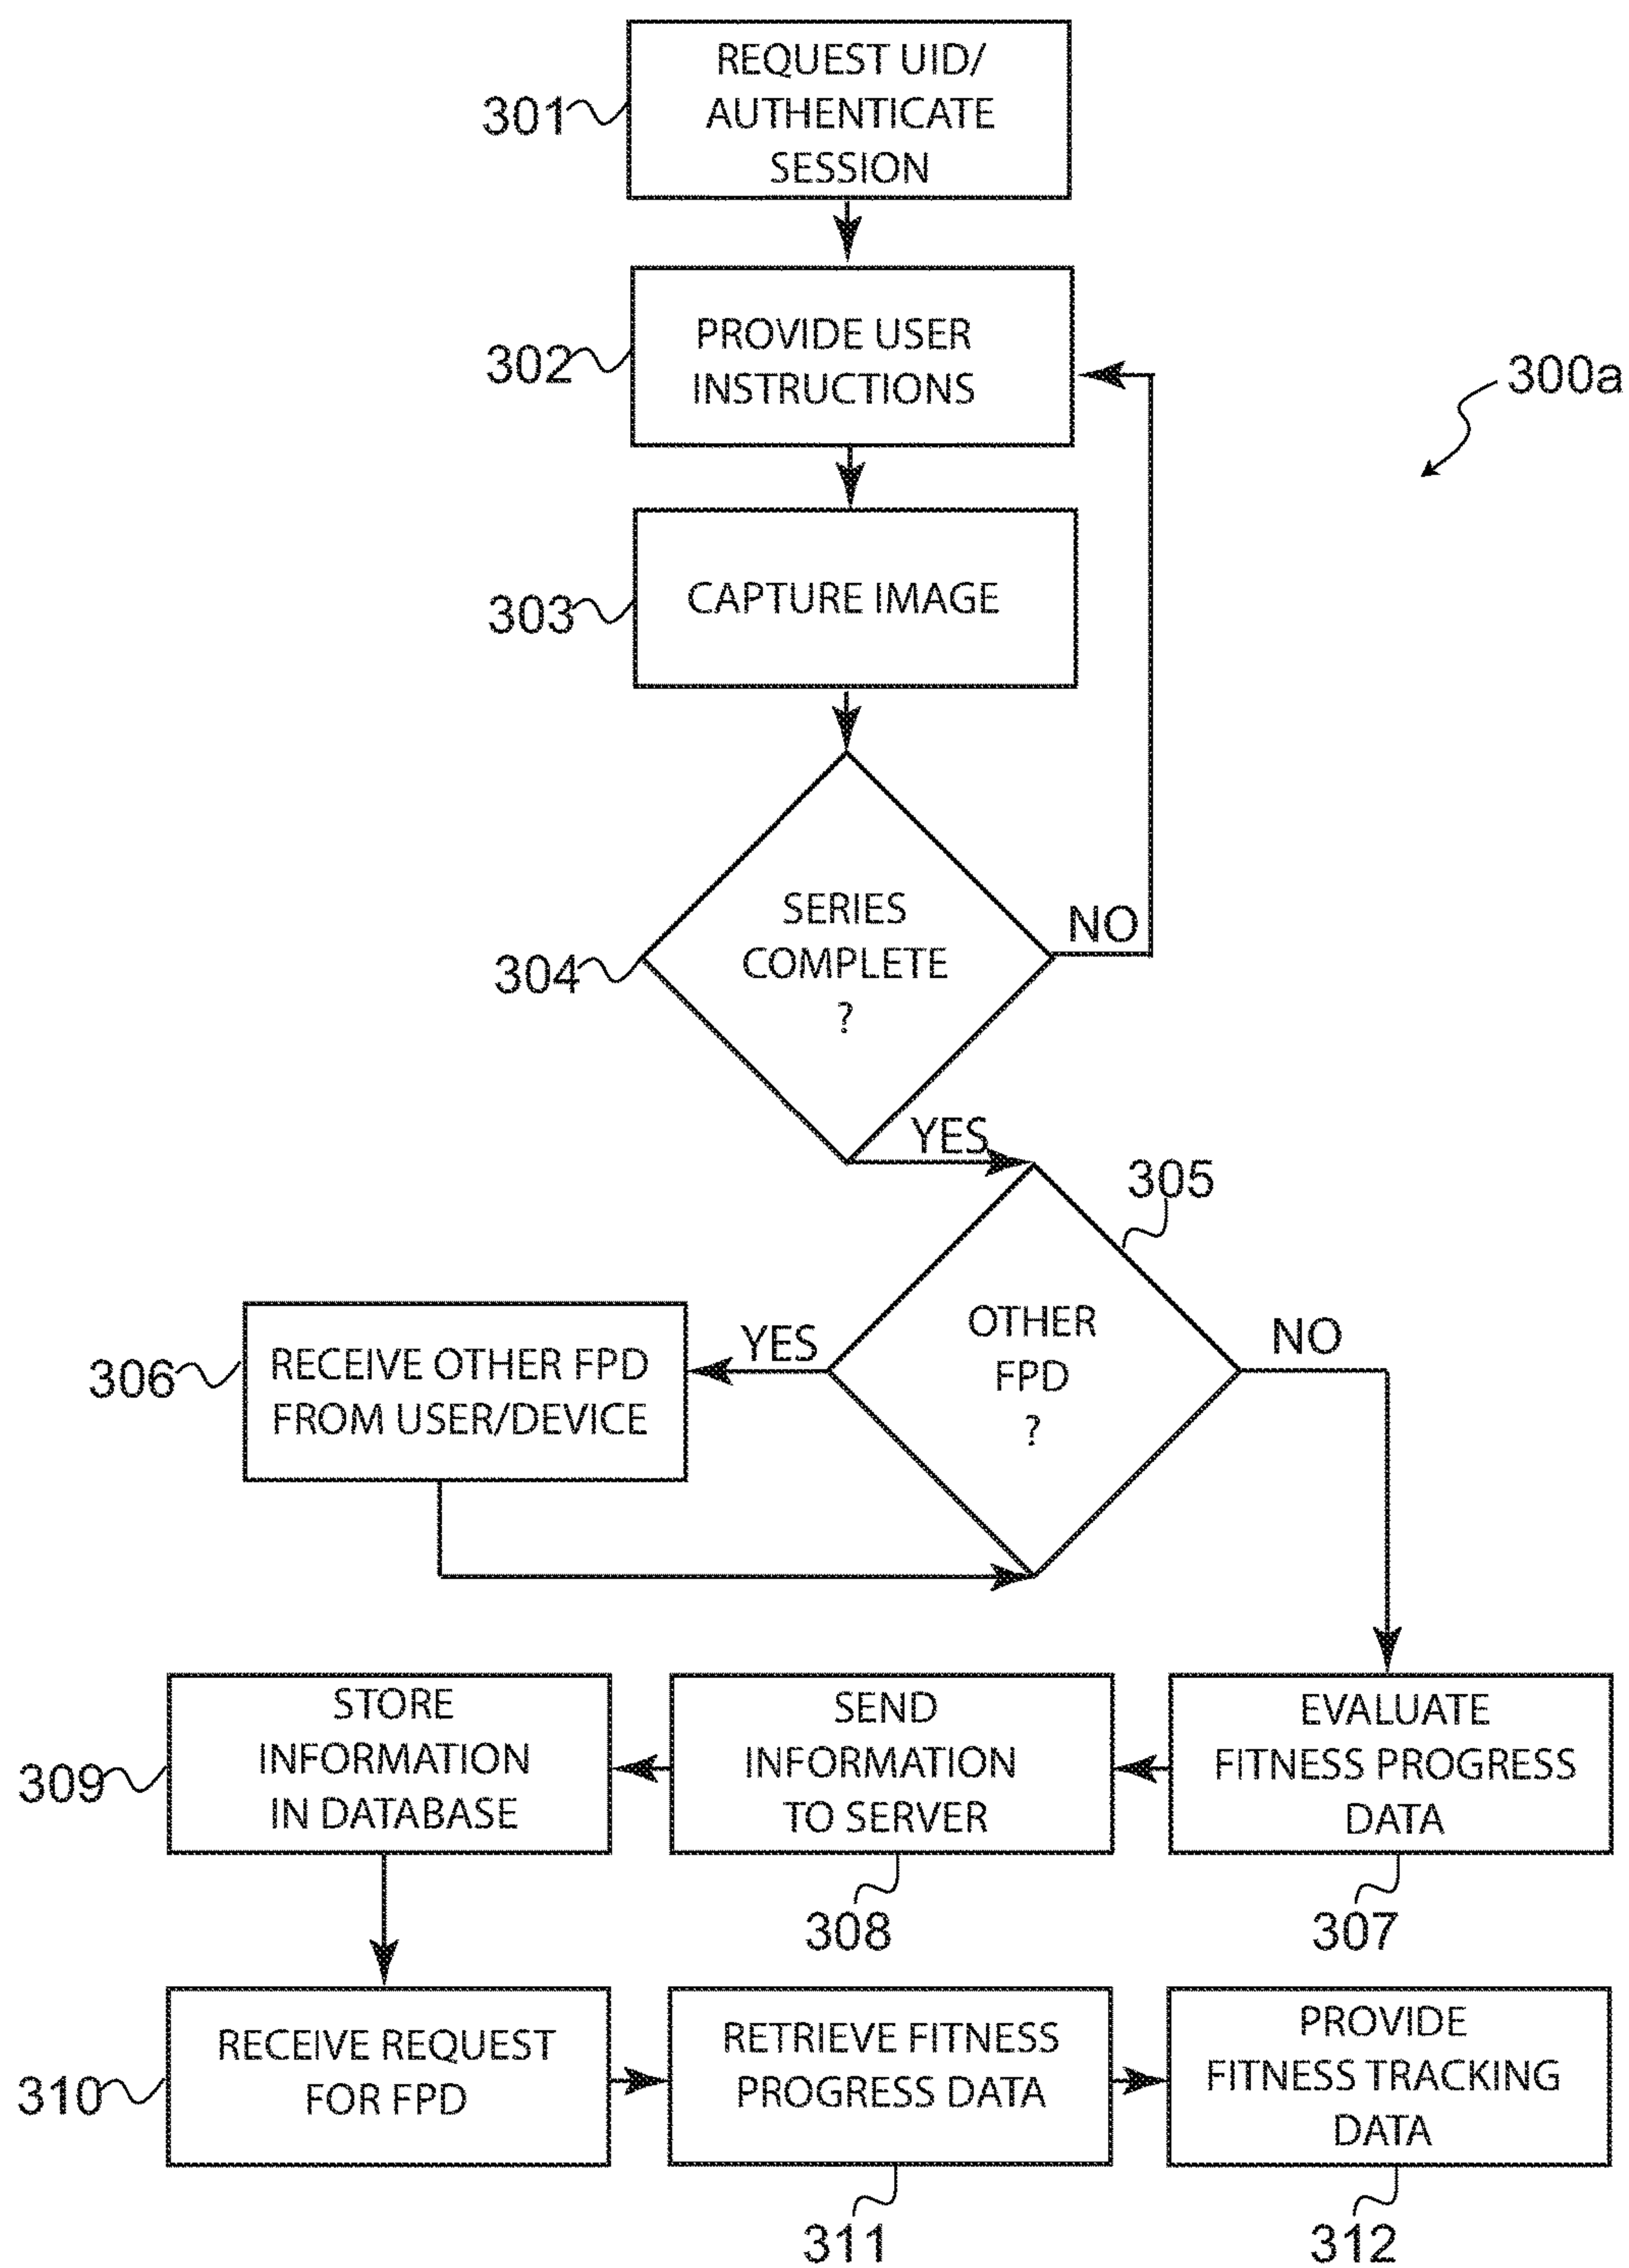 REQUEST UID/
AUTHENTICATE
SESSION
301
PROVIDE USER
INSTRUCTIONS
302
300a
CAPTURE IMAGE
303
SERIES
COMPLETE
?
304
NO
YES
305
OTHER
FPD
?
YES
NO
306
RECEIVE OTHER FPD
FROM USER/DEVICE
STORE
INFORMATION
IN DATABASE
309
SEND
INFORMATION
TO SERVER
308
EVALUATE
FITNESS PROGRESS
DATA
307
RECEIVE REQUEST
FOR FPD
310
RETRIEVE FITNESS
PROGRESS DATA
311
PROVIDE
FITNESS TRACKING
DATA
312